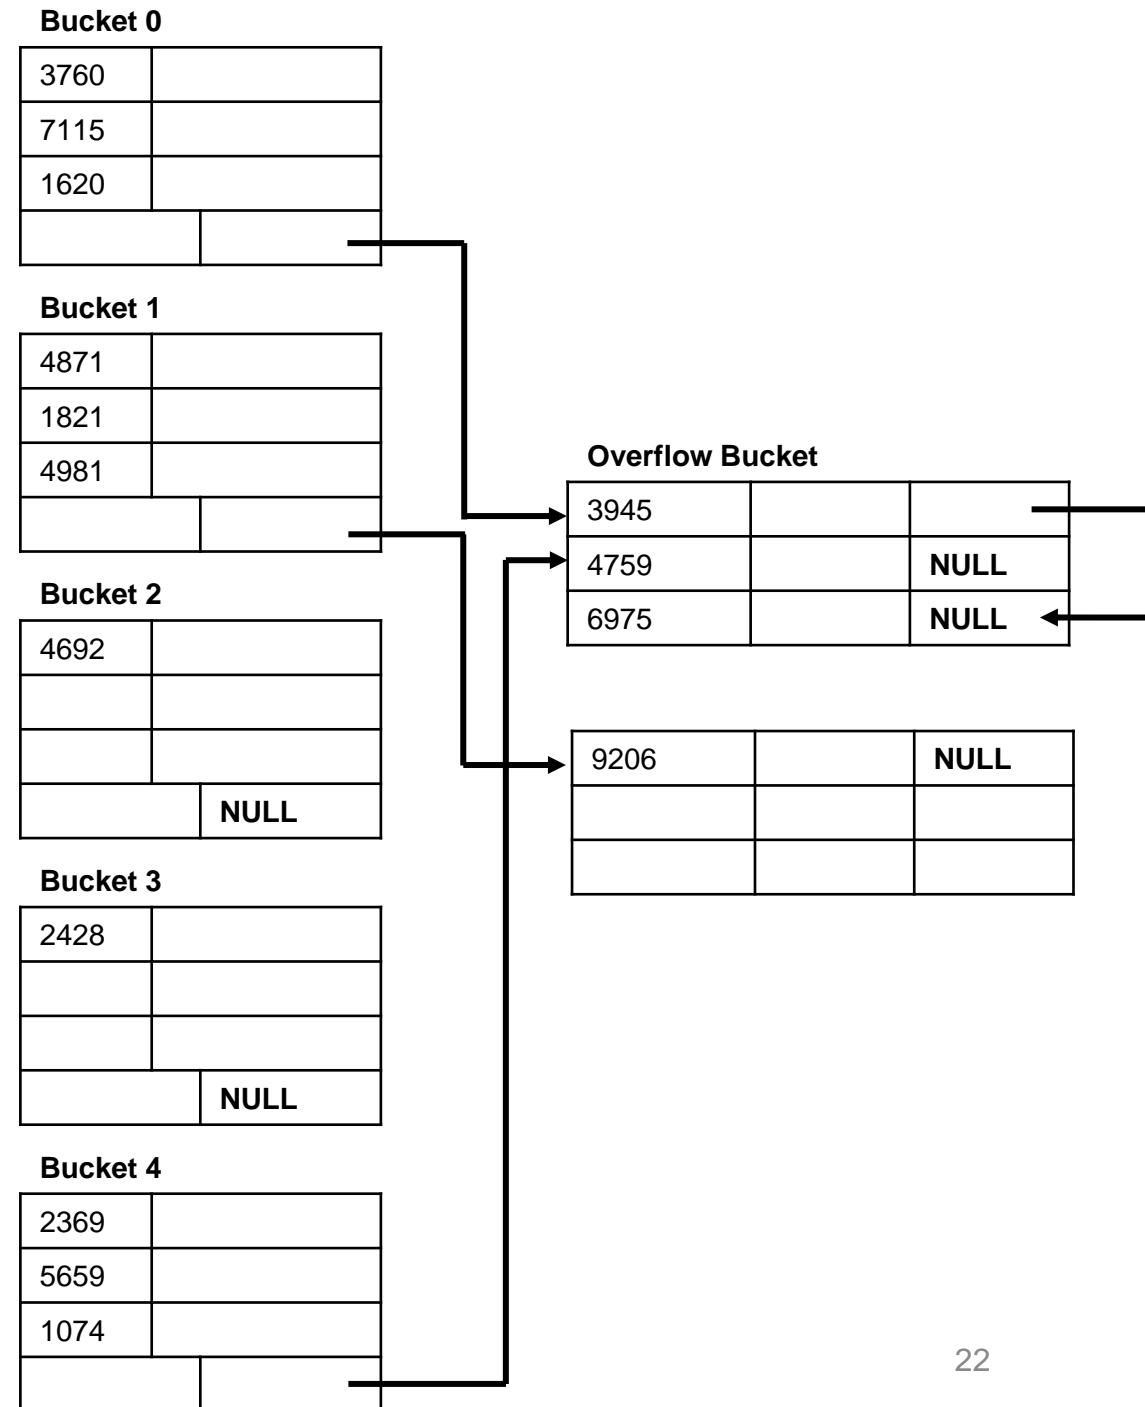 Bucket 0
3760
7115
1620
Bucket 1
4871
1821
4981
Bucket 2
4692
NULL
Bucket 3
2428
NULL
Bucket 4
2369
5659
1074
Overflow Bucket
3945
4759 NULL
6975 NULL
9206 NULL
22